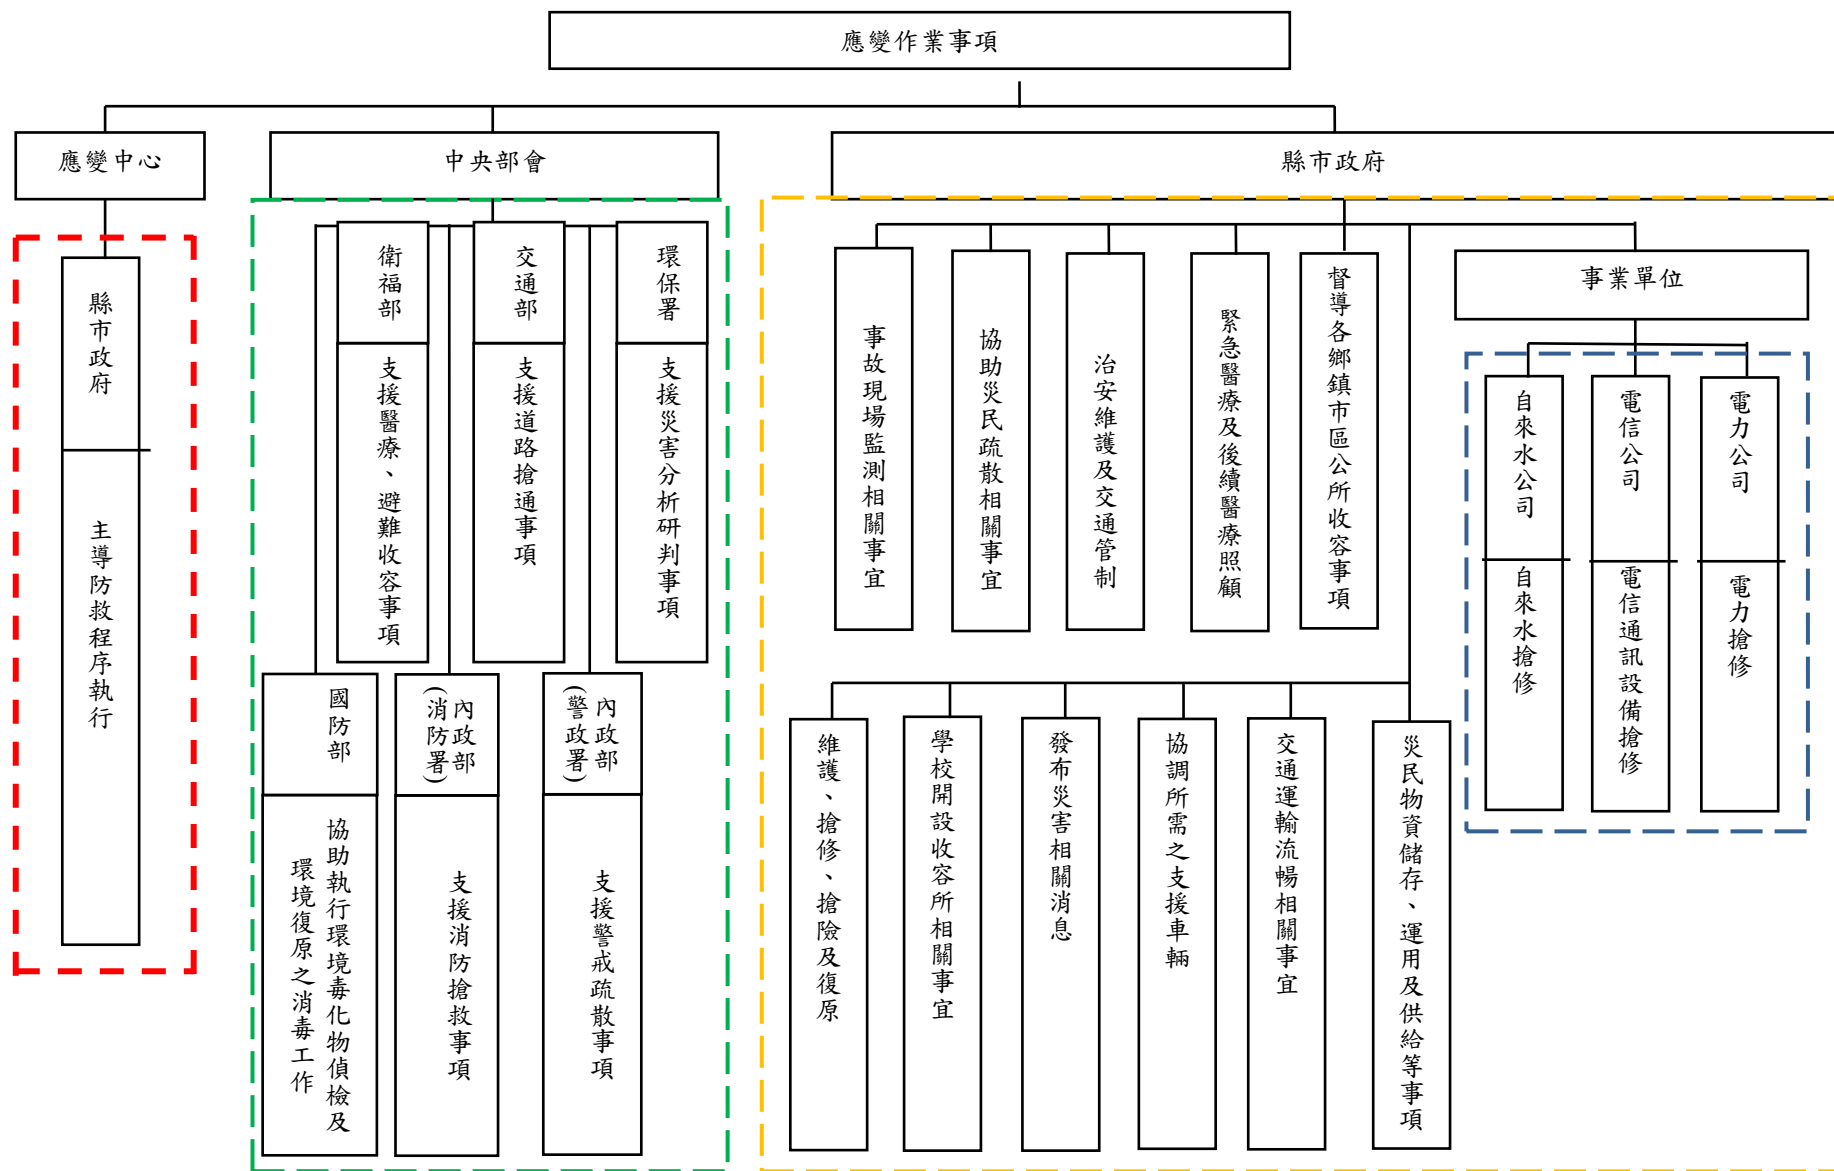 應變作業事項
應變中心
中央部會
縣市政府
縣市政府
主導防救程序執行
衛福部
支援醫療、避難收容事項
交通部
支援道路搶通事項
環保署
支援災害分析研判事項
國防部
協助執行環境毒化物偵檢及
環境復原之消毒工作
內政部
(消防署)
支援消防搶救事項
內政部
(警政署)
支援警戒疏散事項
事故現場監測相關事宜
協助災民疏散相關事宜
治安維護及交通管制
緊急醫療及後續醫療照顧
督導各鄉鎮市區公所收容事項
事業單位
自來水公司
自來水搶修
電信公司
電信通訊設備搶修
電力公司
電力搶修
維護、搶修、搶險及復原
學校開設收容所相關事宜
發布災害相關消息
協調所需之支援車輛
交通運輸流暢相關事宜
災民物資儲存、運用及供給等事項